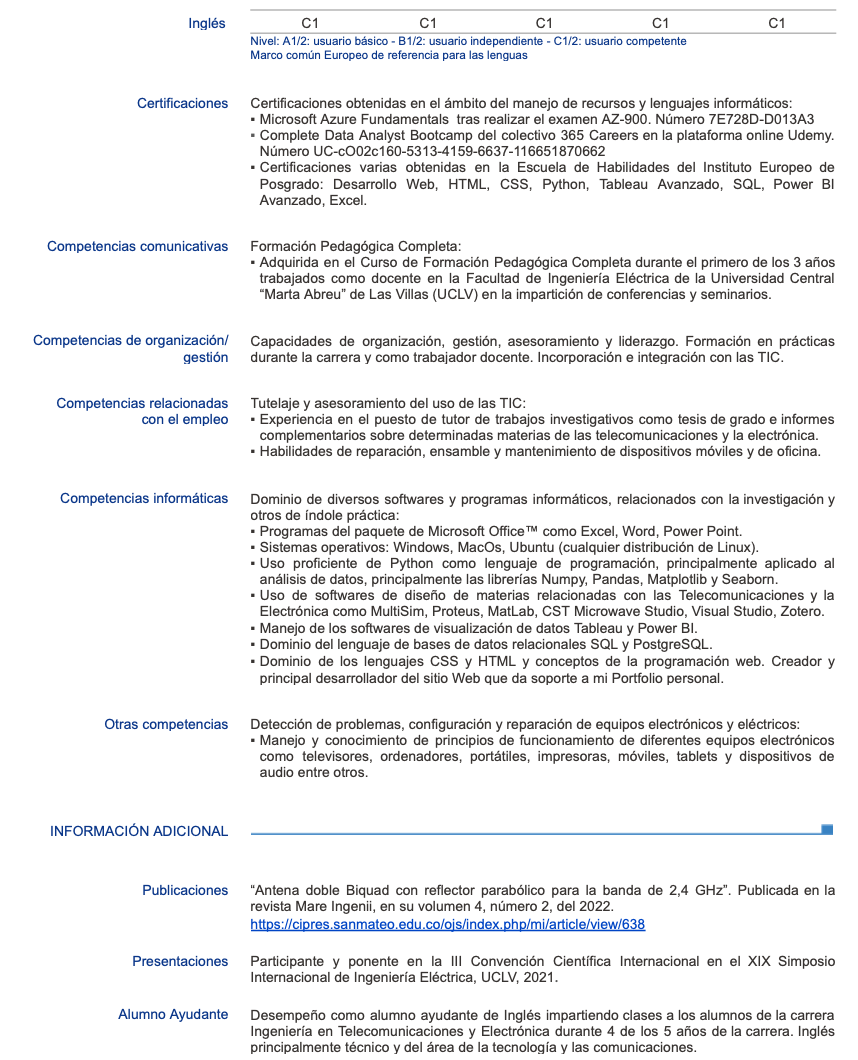 Inglés C1 C1 C1 C1 C1
Nivel: A1/2: usuario básico - B1/2: usuario independiente - C1/2: usuario competente
Marco común Europeo de referencia para las lenguas
Certificaciones Certificaciones obtenidas en el ámbito del manejo de recursos y lenguajes informáticos:
▪ Microsoft Azure Fundamentals tras realizar el examen AZ-900. Número 7E728D-D013A3
▪ Complete Data Analyst Bootcamp del colectivo 365 Careers en la plataforma online Udemy.
Número UC-cO02c160-5313-4159-6637-116651870662
▪ Certificaciones varias obtenidas en la Escuela de Habilidades del Instituto Europeo de
Posgrado: Desarrollo Web, HTML, CSS, Python, Tableau Avanzado, SQL, Power BI
Avanzado, Excel.
Competencias comunicativas Formación Pedagógica Completa:
▪ Adquirida en el Curso de Formación Pedagógica Completa durante el primero de los 3 años
trabajados como docente en la Facultad de Ingeniería Eléctrica de la Universidad Central
“Marta Abreu” de Las Villas (UCLV) en la impartición de conferencias y seminarios.
Competencias de organización/ Capacidades de organización, gestión, asesoramiento y liderazgo. Formación en prácticas
gestión durante la carrera y como trabajador docente. Incorporación e integración con las TIC.
Competencias relacionadas Tutelaje y asesoramiento del uso de las TIC:
con el empleo ▪ Experiencia en el puesto de tutor de trabajos investigativos como tesis de grado e informes
complementarios sobre determinadas materias de las telecomunicaciones y la electrónica.
▪ Habilidades de reparación, ensamble y mantenimiento de dispositivos móviles y de oficina.
Competencias informáticas Dominio de diversos softwares y programas informáticos, relacionados con la investigación y
otros de índole práctica:
▪ Programas del paquete de Microsoft Office™ como Excel, Word, Power Point.
▪ Sistemas operativos: Windows, MacOs, Ubuntu (cualquier distribución de Linux).
▪ Uso proficiente de Python como lenguaje de programación, principalmente aplicado al
análisis de datos, principalmente las librerías Numpy, Pandas, Matplotlib y Seaborn.
▪ Uso de softwares de diseño de materias relacionadas con las Telecomunicaciones y la
Electrónica como MultiSim, Proteus, MatLab, CST Microwave Studio, Visual Studio, Zotero.
▪ Manejo de los softwares de visualización de datos Tableau y Power BI.
▪ Dominio del lenguaje de bases de datos relacionales SQL y PostgreSQL.
▪ Dominio de los lenguajes CSS y HTML y conceptos de la programación web. Creador y
principal desarrollador del sitio Web que da soporte a mi Portfolio personal.
Otras competencias Detección de problemas, configuración y reparación de equipos electrónicos y eléctricos:
▪ Manejo y conocimiento de principios de funcionamiento de diferentes equipos electrónicos
como televisores, ordenadores, portátiles, impresoras, móviles, tablets y dispositivos de
audio entre otros.
INFORMACIÓN ADICIONAL
Publicaciones “Antena doble Biquad con reflector parabólico para la banda de 2,4 GHz”. Publicada en la
revista Mare Ingenii, en su volumen 4, número 2, del 2022.
https://cipres.sanmateo.edu.co/ojs/index.php/mi/article/view/638
Presentaciones Participante y ponente en la III Convención Científica Internacional en el XIX Simposio
Internacional de Ingeniería Eléctrica, UCLV, 2021.
Alumno Ayudante Desempeño como alumno ayudante de Inglés impartiendo clases a los alumnos de la carrera
Ingeniería en Telecomunicaciones y Electrónica durante 4 de los 5 años de la carrera. Inglés
principalmente técnico y del área de la tecnología y las comunicaciones.